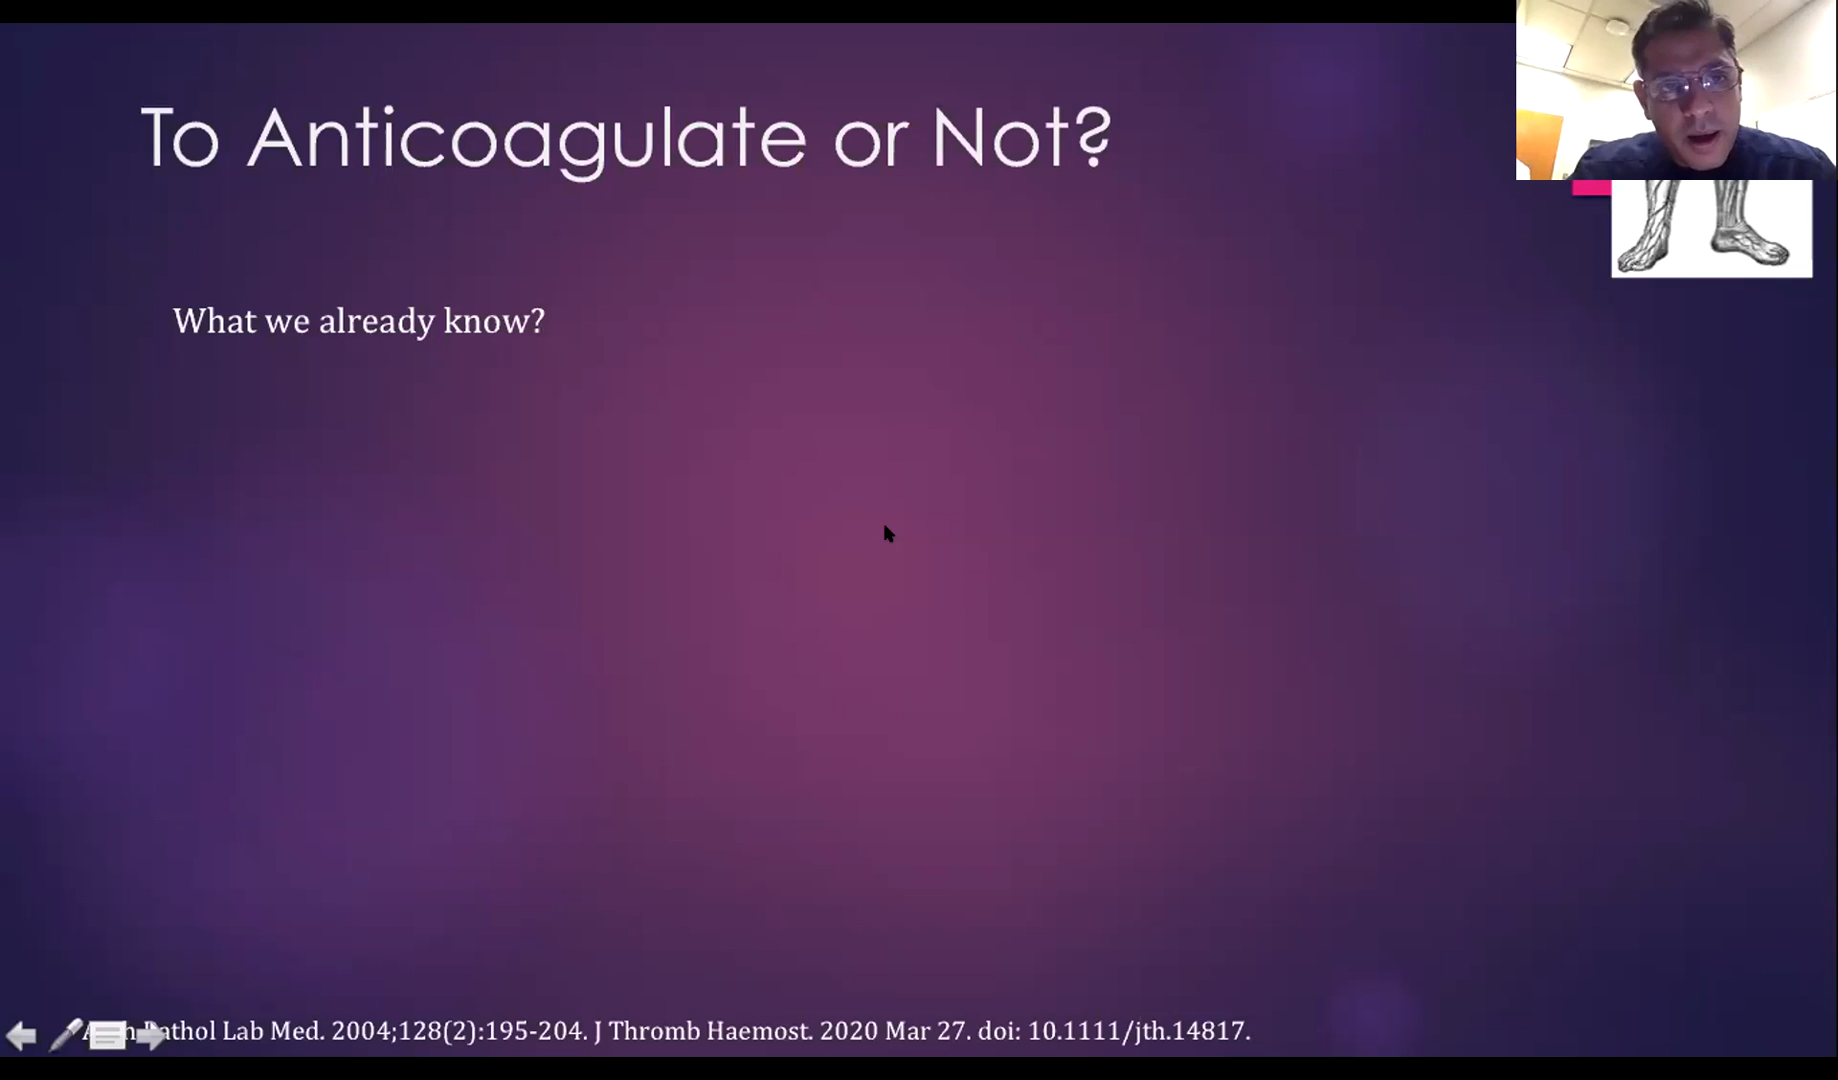 To Anticoagulate or Not?
What we already know?
Lab Med. 2004;128(2):195-204. J Thromb Haemost. 2020 Mar 27. doi: 10.1111/jth.14817.